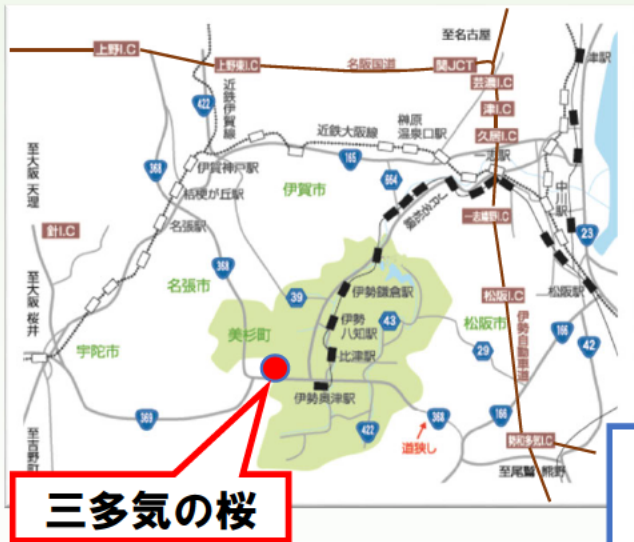 至名古屋
上野I.C
上野東I.C
名阪国道
関JCT
津駅
芸濃I.C
津I.C
久居I.C
422
近鉄伊賀線
近鉄大阪線
榊原
温泉口駅
一志駅
至大阪 天理
368
伊賀神戸駅
165
664
中川駅
桔梗が丘駅
伊賀市
JR名松線
針I.C
名張駅
一志嬉野I.C
23
368
名張市
伊勢鎌倉駅
松阪駅
39
松阪I.C
至大阪 桜井
美杉町
伊勢
八知駅
43
松阪市
伊勢自動車道
166
42
宇陀市
比津駅
29
伊勢奥津駅
369
422
368
166
道狭し
勢和多気I.C
至吉野町
至尾鷲 熊野
三多気の桜